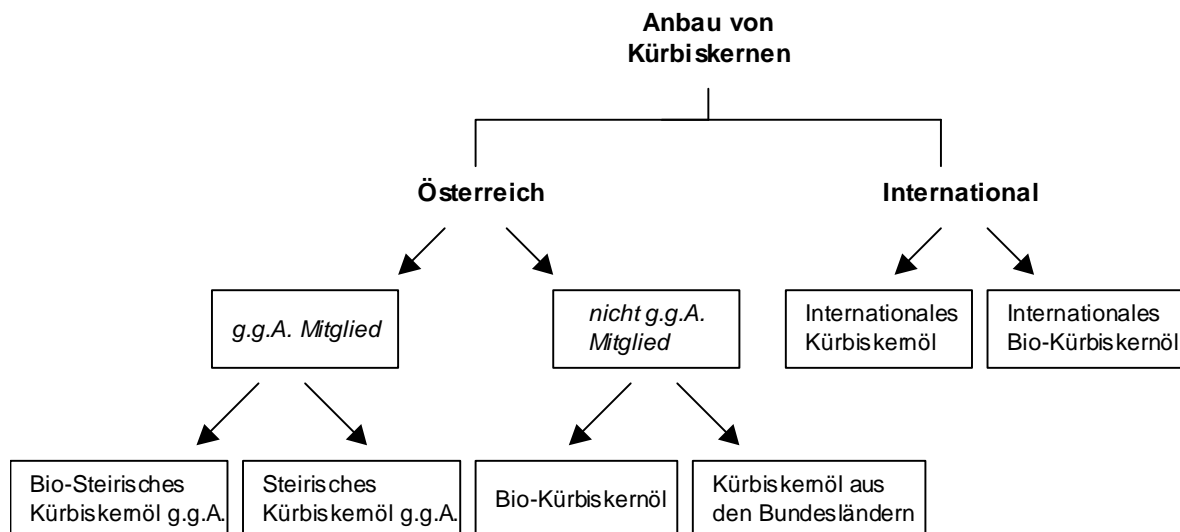 Anbau von
Kürbiskernen
Österreich
International
g.g.A. Mitglied
nicht g.g.A.
Mitglied
Internationales
Kürbiskernöl
Internationales
Bio-Kürbiskernöl
Bio-Steirisches
Kürbiskernöl g.g.A.
Steirisches
Kürbiskernöl g.g.A.
Bio-Kürbiskernöl
Kürbiskernöl aus
den Bundesländern